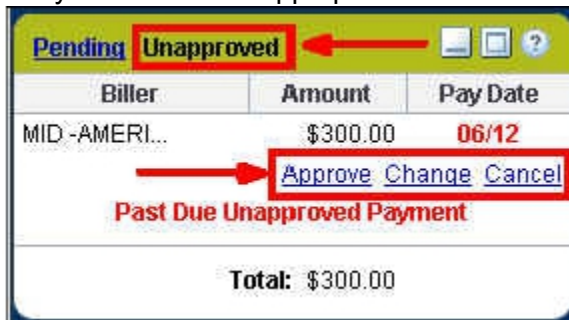 Pending Unapproved ?
Biller Amount Pay Date
MID -AMERI... $300.00 06/12
Approve Change Cancel
Past Due Unapproved Payment
Total: $300.00